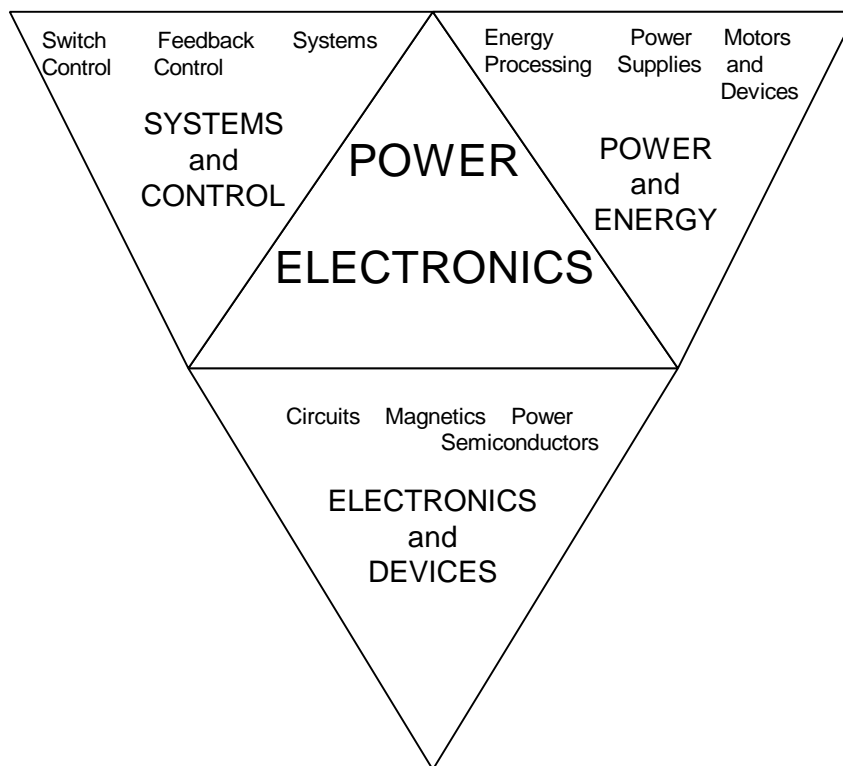 Switch Control
Feedback Control
Systems
SYSTEMS
and
CONTROL
POWER
ELECTRONICS
Energy Processing
Power Supplies
Motors
and
Devices
POWER
and
ENERGY
Circuits
Magnetics
Power
Semiconductors
ELECTRONICS
and
DEVICES